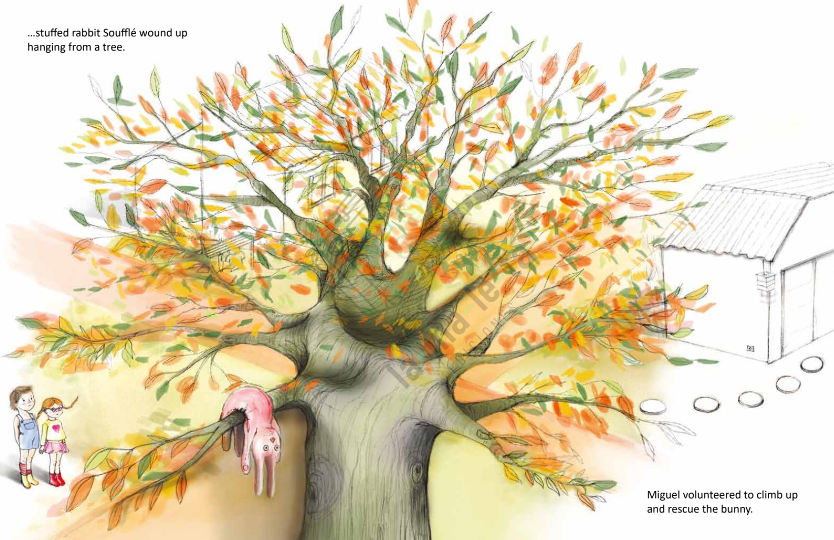 ...stuffed rabbit Soufflé wound up
hanging from a tree.
Miguel volunteered to climb up
and rescue the bunny.